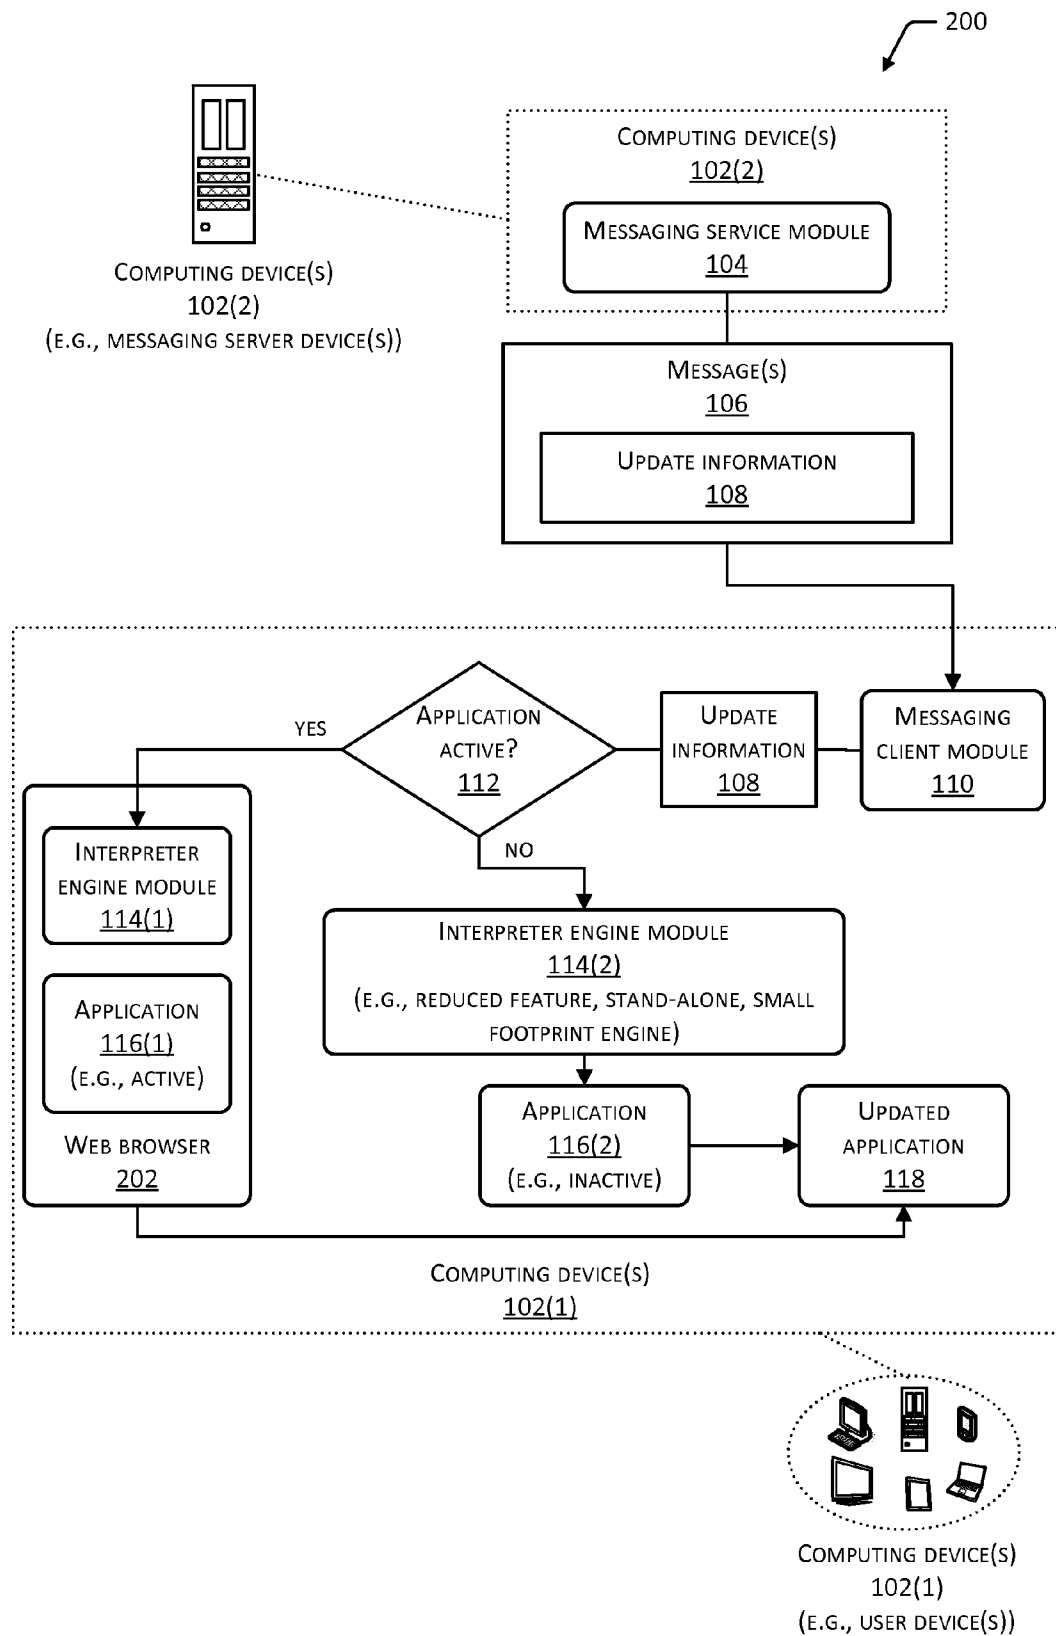 200
Computing device(s)
102(2)
Messaging service module
104
Computing device(s)
102(2)
(e.g., messaging server device(s))
Message(s)
106
Update information
108
yes
Application
active?
112
Update
information
108
Messaging
client module
110
no
Interpreter
engine module
114(1)
Interpreter engine module
114(2)
(e.g., reduced feature, stand-alone, small
footprint engine)
Application
116(1)
(e.g., active)
Web browser
202
Application
116(2)
(e.g., inactive)
Updated
application
118
Computing device(s)
102(1)
Computing device(s)
102(1)
(e.g., user device(s))